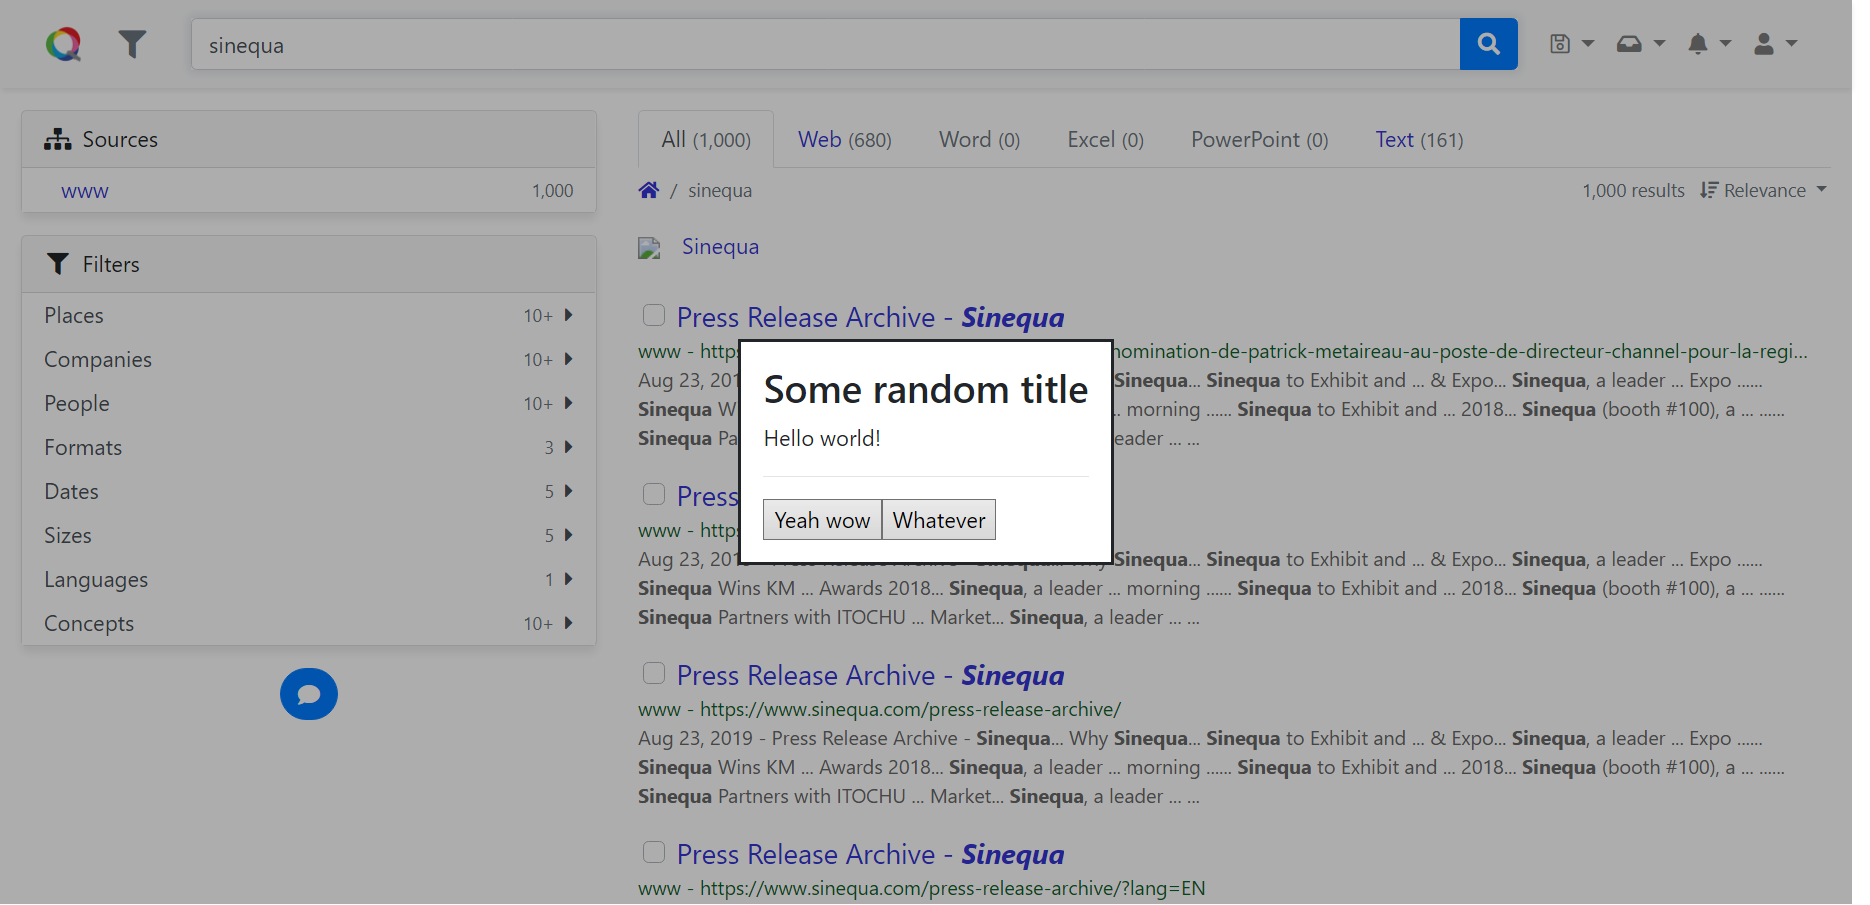 sinequa
Sources
www 1,000
Filters
Places 10+
Companies 10+
People 10+
Formats 3
Dates 5
Sizes 5
Languages 1
Concepts 10+
All (1,000) Web (680) Word (0) Excel (0) PowerPoint (0) Text (161)
/ sinequa 1,000 results Relevance
Sinequa
Press Release Archive - Sinequa
www - https nomination-de-patrick-metaireau-au-poste-de-directeur-channel-pour-la-regi...
Aug 23, 201 Sinequa... Sinequa to Exhibit and ... & Expo... Sinequa, a leader ... Expo ......
Sinequa W .. morning ...... Sinequa to Exhibit and ... 2018... Sinequa (booth #100), a ... ......
Sinequa Pa eader ... ...
Some random title
Hello world!
Yeah wow Whatever
Press
www - https
Aug 23, 2019 - Press Release Archive - Sinequa... Why Sinequa... Sinequa to Exhibit and ... & Expo... Sinequa, a leader ... Expo ......
Sinequa Wins KM ... Awards 2018... Sinequa, a leader ... morning ...... Sinequa to Exhibit and ... 2018... Sinequa (booth #100), a ... ......
Sinequa Partners with ITOCHU ... Market... Sinequa, a leader ... ...
Press Release Archive - Sinequa
www - https://www.sinequa.com/press-release-archive/
Aug 23, 2019 - Press Release Archive - Sinequa... Why Sinequa... Sinequa to Exhibit and ... & Expo... Sinequa, a leader ... Expo ......
Sinequa Wins KM ... Awards 2018... Sinequa, a leader ... morning ...... Sinequa to Exhibit and ... 2018... Sinequa (booth #100), a ... ......
Sinequa Partners with ITOCHU ... Market... Sinequa, a leader ... ...
Press Release Archive - Sinequa
www - https://www.sinequa.com/press-release-archive/?lang=EN